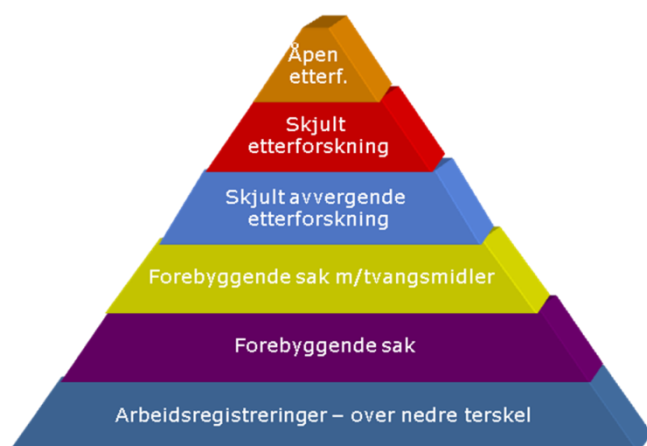 Åpen
etterf.
Skjult
etterforskning
Skjult avvergende
etterforskning
Forebyggende sak m/tvangsmidler
Forebyggende sak
Arbeidsregistreringer – over nedre terskel